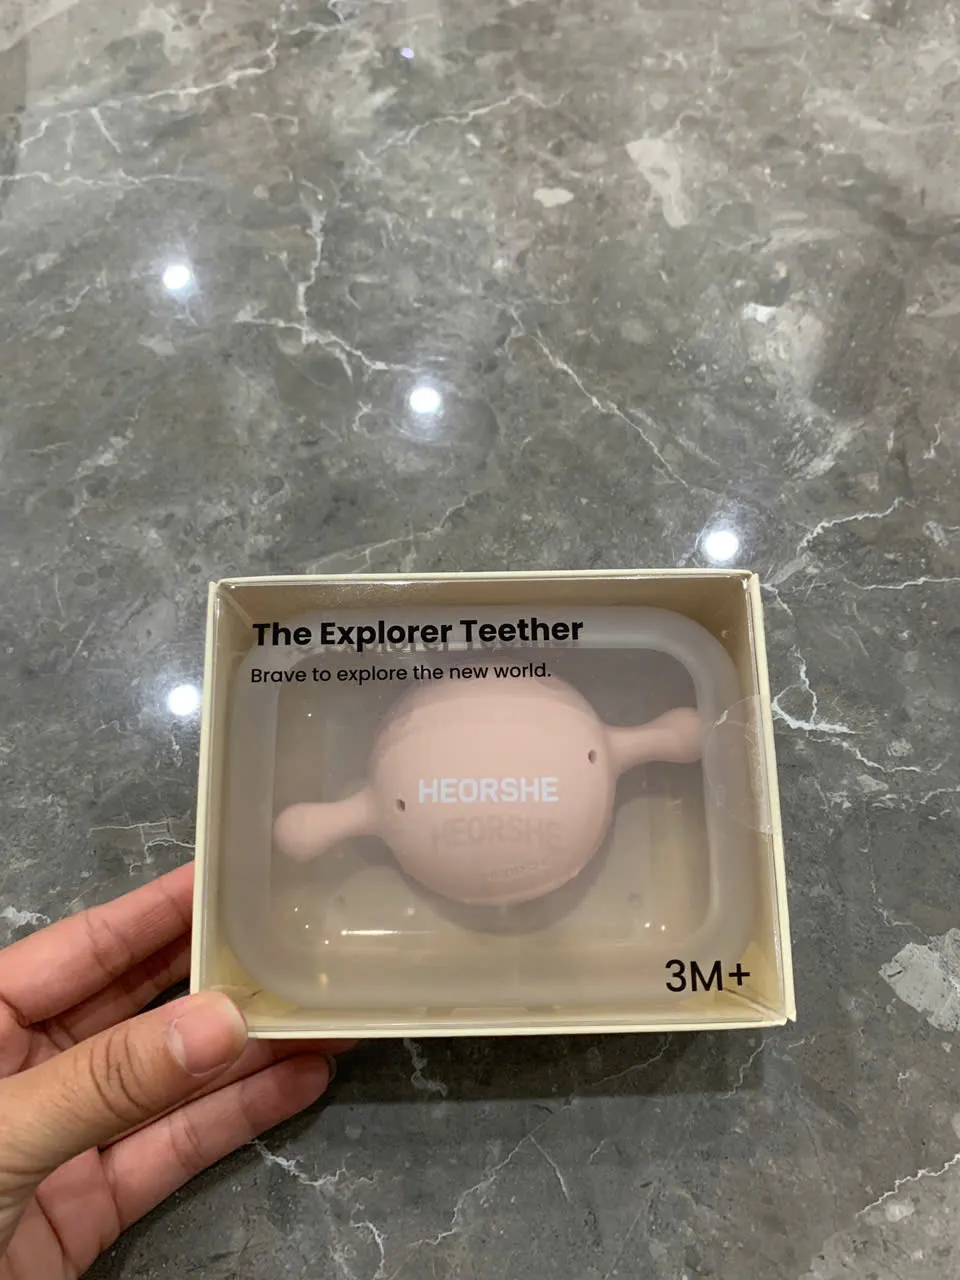 The Explorer Teether
Brave to explore the new world.
HEORSHE
3M+